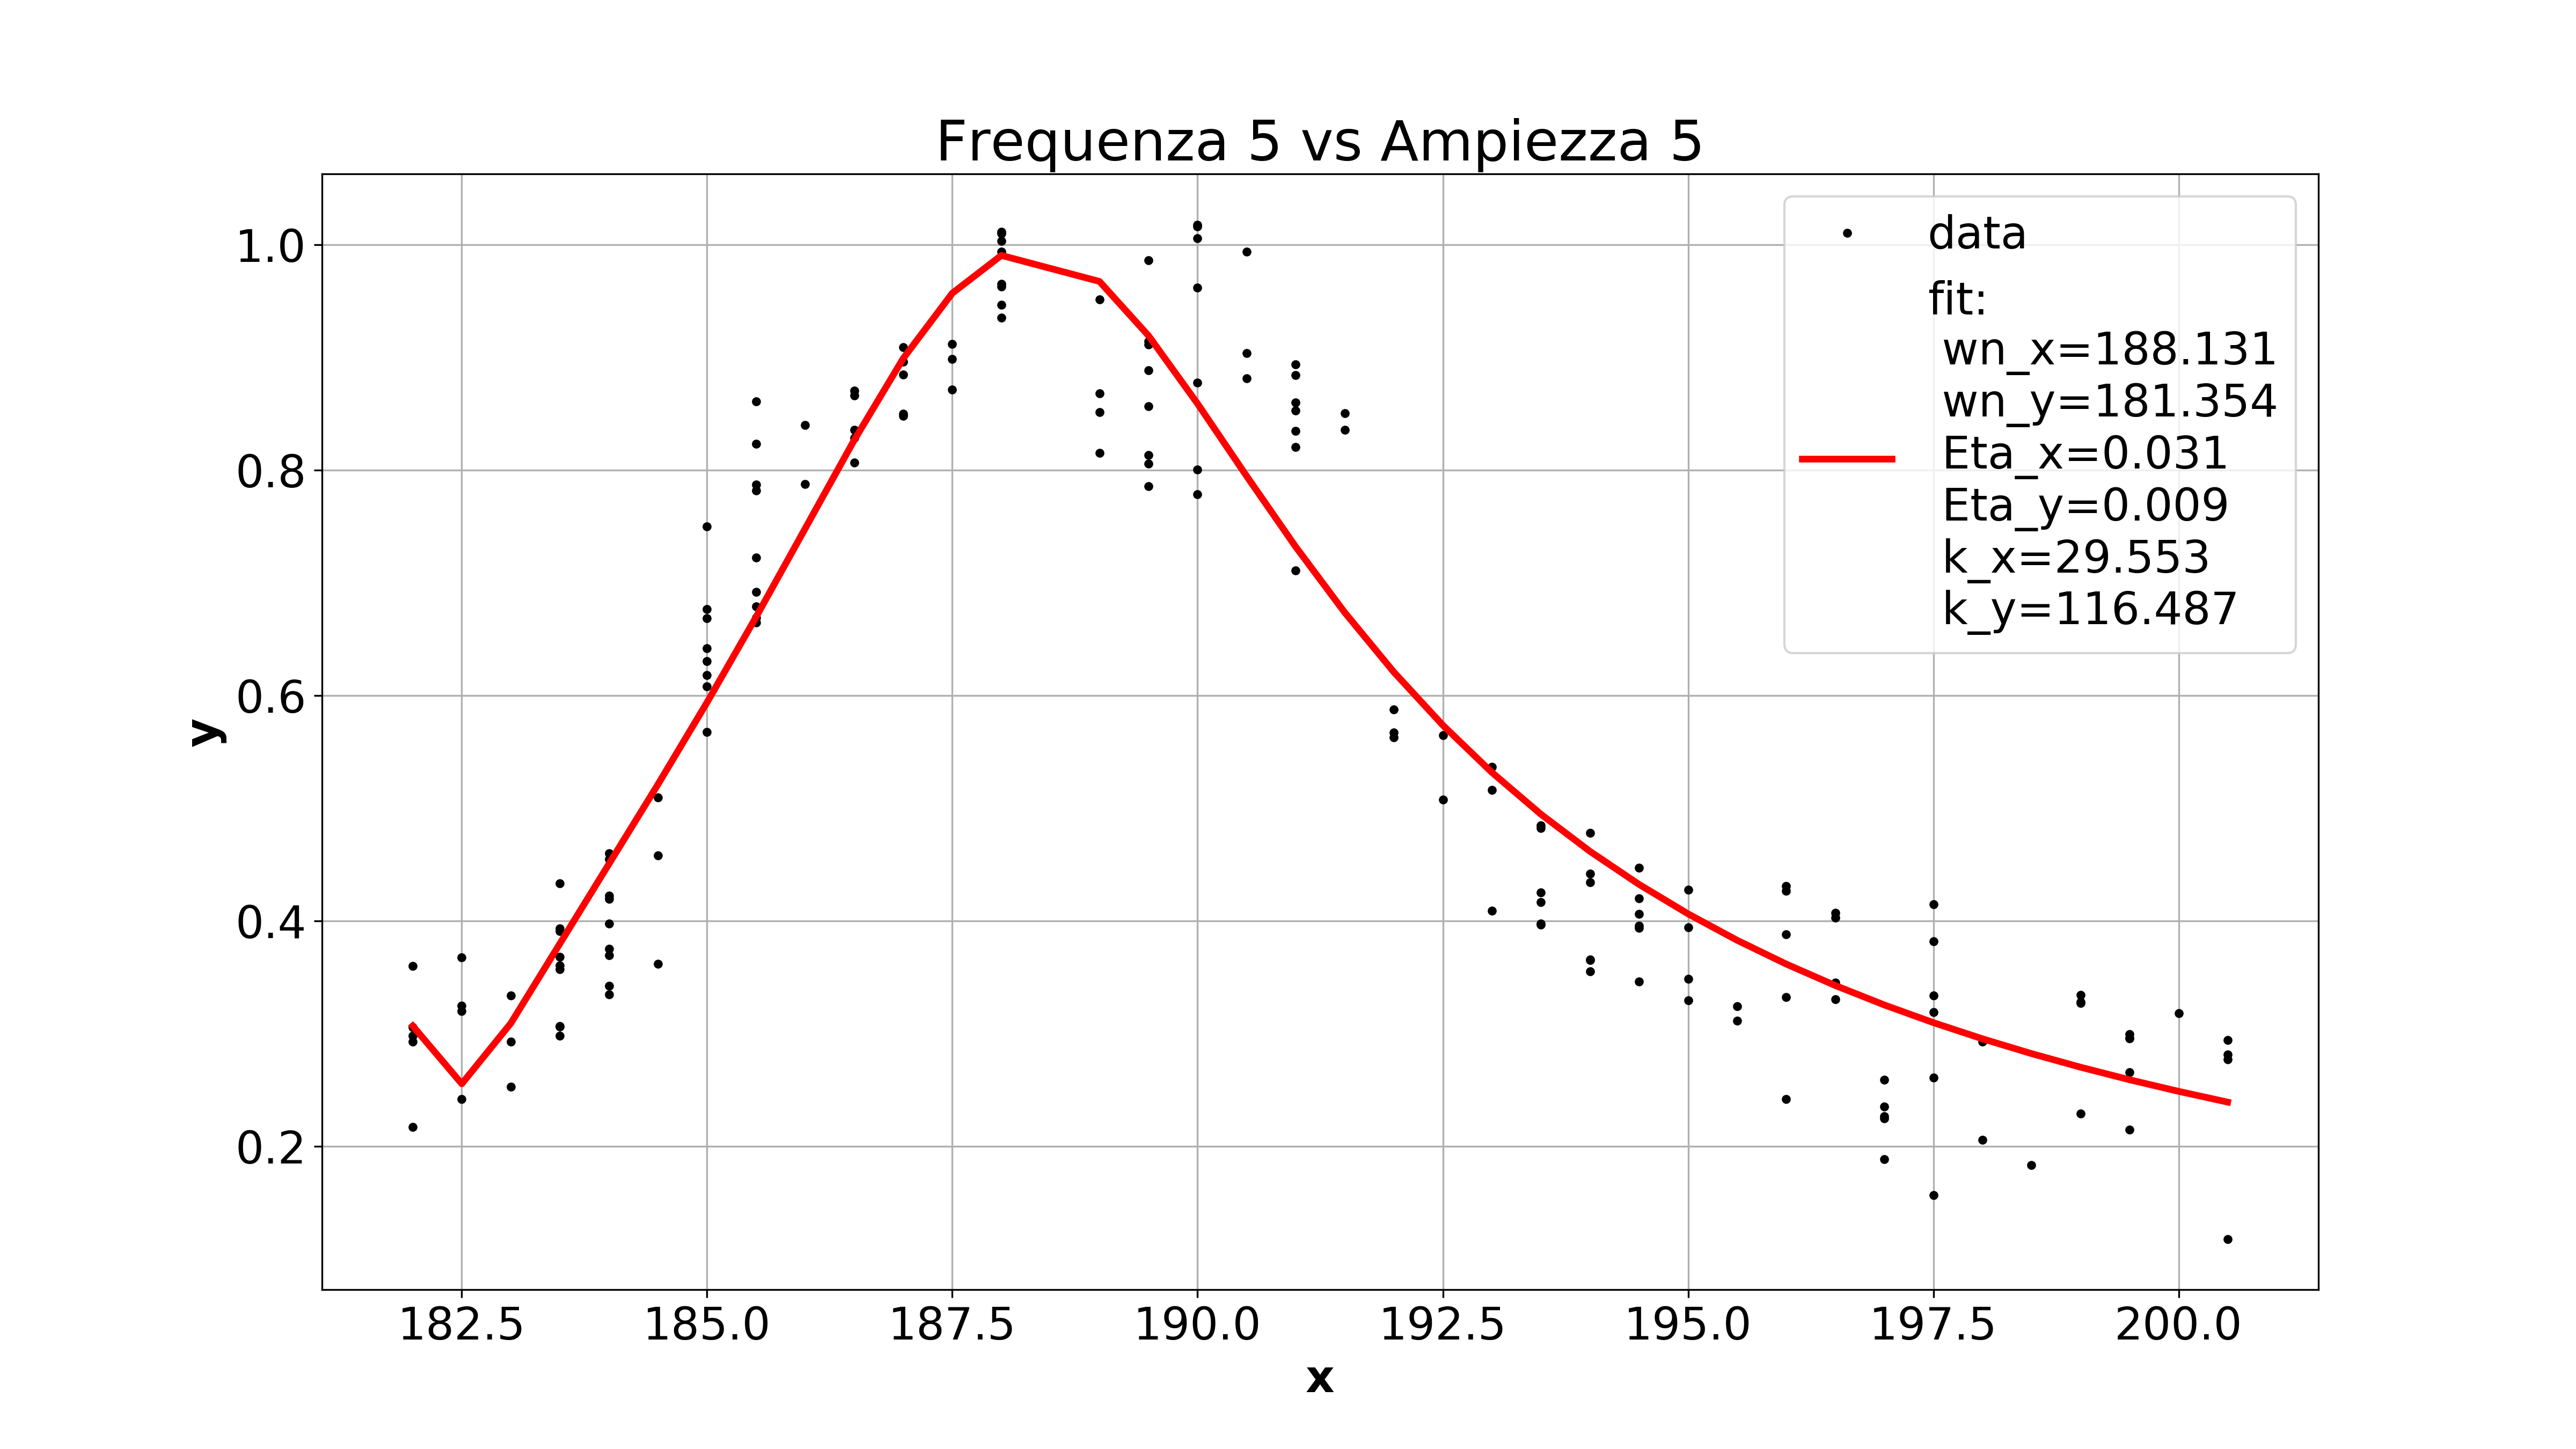 Frequenza 5 vs Ampiezza 5
data
fit:
wn_x=188.131
wn_y=181.354
Eta_x=0.031
Eta_y=0.009
k_x=29.553
k_y=116.487
1.0
0.8
0.6
0.4
0.2
y
182.5 185.0 187.5 190.0 192.5 195.0 197.5 200.0
x